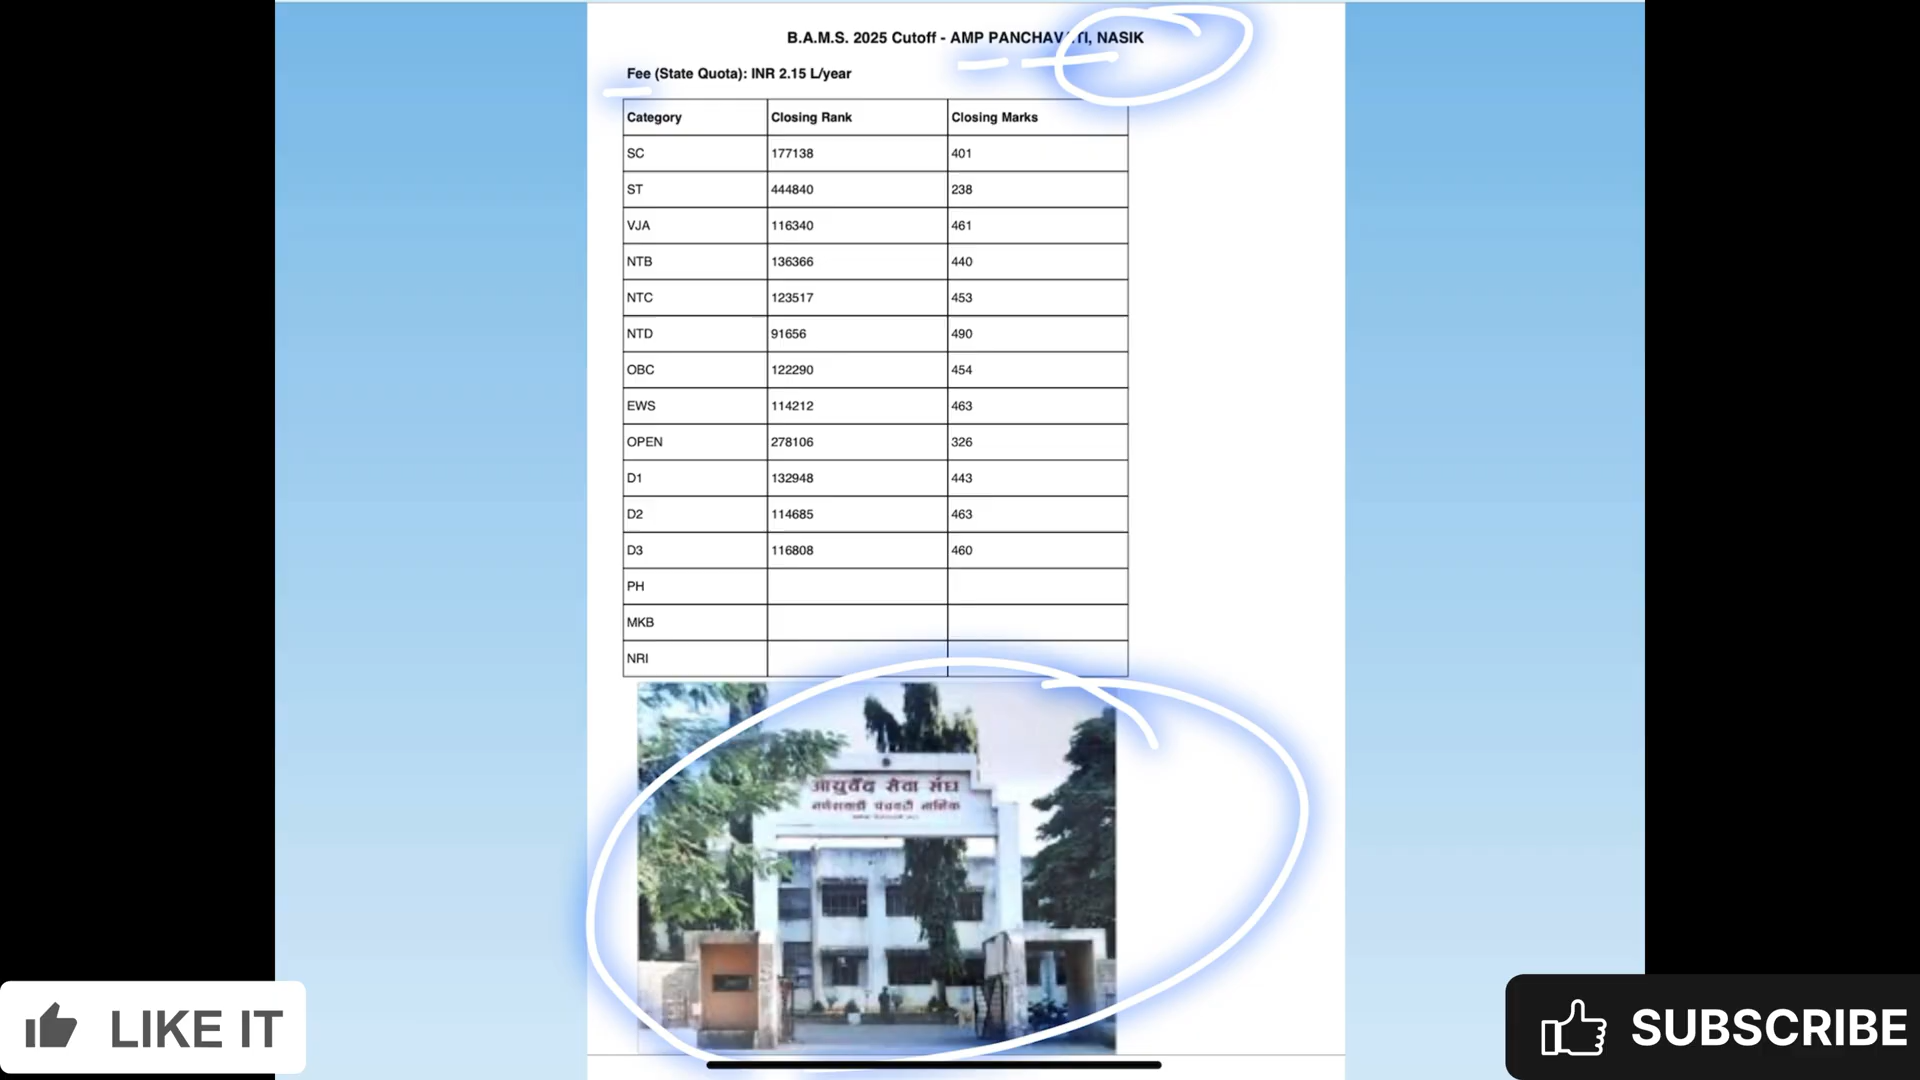 B.A.M.S. 2025 Cutoff - AMP PANCHAVATI, NASIK
Fee (State Quota): INR 2.15 L/year
Category Closing Rank Closing Marks
SC 177138 401
ST 444840 238
VJA 116340 461
NTB 136366 440
NTC 123517 453
NTD 91656 490
OBC 122290 454
EWS 114212 463
OPEN 278106 326
D1 132948 443
D2 114685 463
D3 116808 460
PH
MKB
NRI
आयुर्वेद सेवा संघ
गणेशवाडी पंचवटी नाशिक
LIKE IT
SUBSCRIBE